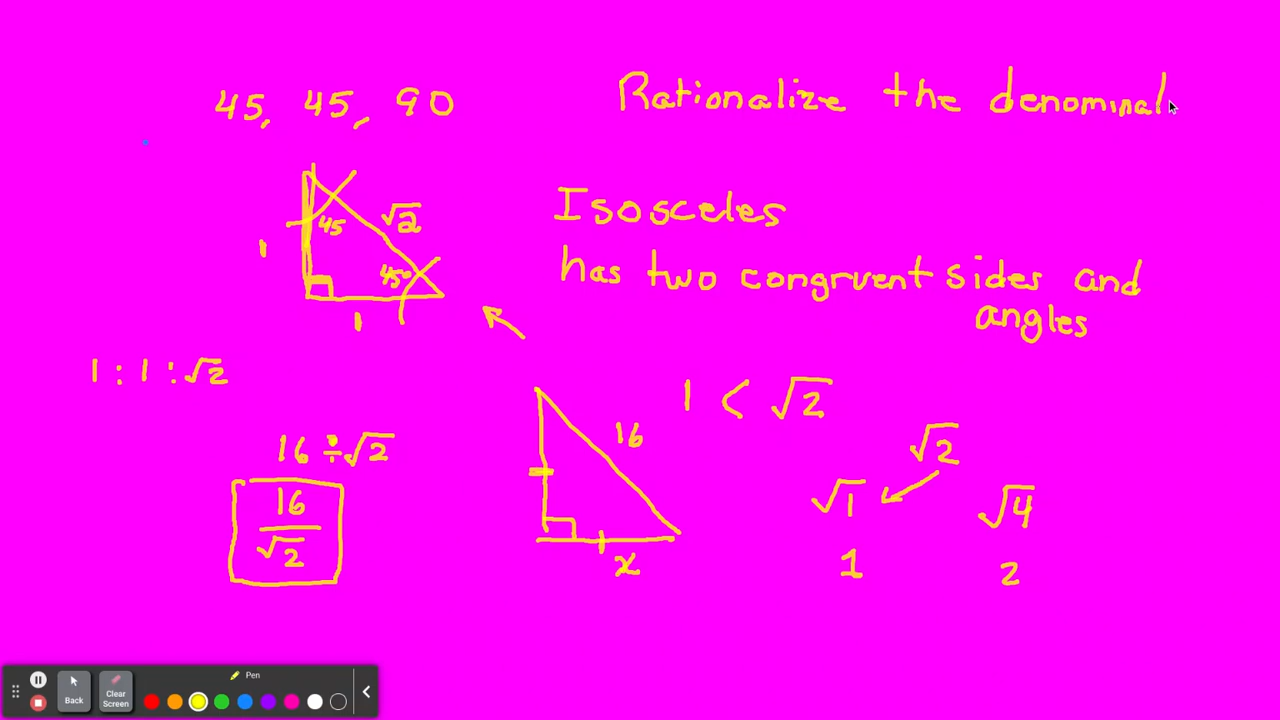 45, 45, 90
Rationalize the denominal
45
√2
1
45°
1
Isosceles
has two congruent sides and
angles
1 : 1 : √2
16 ÷ √2
16
√2
16
x
1 < √2
√2
√1
√4
1
2
Pen
Back
Clear
Screen